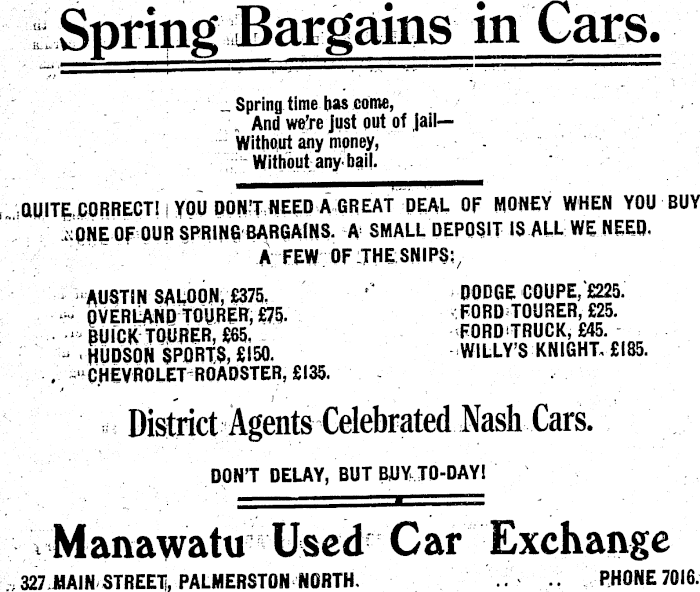 Spring Bargains in Cars.
Spring time has come,
And we're just out of jail—
Without any money,
Without any bail.
QUITE CORRECT! YOU DON'T NEED A GREAT DEAL OF MONEY WHEN YOU BUY
ONE OF OUR SPRING BARGAINS. A SMALL DEPOSIT IS ALL WE NEED.
A FEW OF THE SNIPS:
AUSTIN SALOON, £375.
OVERLAND TOURER, £75.
BUICK TOURER, £65.
HUDSON SPORTS, £150.
CHEVROLET ROADSTER, £135.
DODGE COUPE, £225.
FORD TOURER, £25.
FORD TRUCK, £45.
WILLY'S KNIGHT. £185.
District Agents Celebrated Nash Cars.
DON'T DELAY, BUT BUY TO-DAY!
Manawatu Used Car Exchange
327 MAIN STREET, PALMERSTON NORTH. .. .. PHONE 7016.